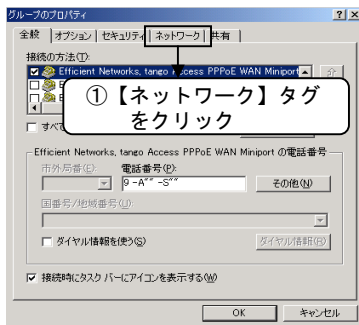 グループのプロパティ
全般 オプション セキュリティ ネットワーク 共有
接続の方法(T):
Efficient Networks, tango Access PPPoE WAN Miniport
①【ネットワーク】タグ
をクリック
Efficient Networks, tango Access PPPoE WAN Miniport の電話番号
市外局番(E): 電話番号(P):
9 -A"" -S"" その他(N)
国番号/地域番号(U):
ダイヤル情報を使う(S) ダイヤル情報(R)
接続時にタスク バーにアイコンを表示する(W)
OK キャンセル